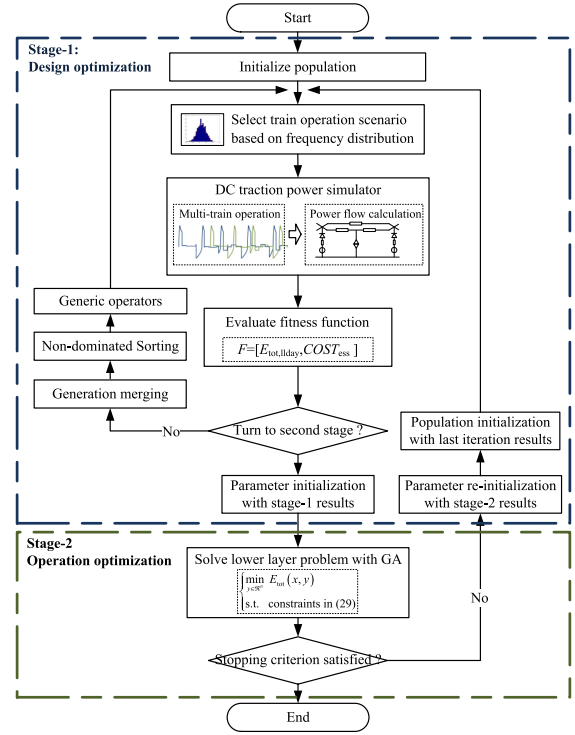 Start
Stage-1:
Design optimization
Initialize population
Select train operation scenario
based on frequency distribution
DC traction power simulator
Multi-train operation
Power flow calculation
Generic operators
Evaluate fitness function
F=[E_tot,llday,COST_ess ]
Non-dominated Sorting
Generation merging
Turn to second stage ?
No
Population initialization
with last iteration results
Parameter initialization
with stage-1 results
Parameter re-initialization
with stage-2 results
Stage-2
Operation optimization
Solve lower layer problem with GA
min E_tot (x, y)
s.t. constraints in (29)
No
Stopping criterion satisfied ?
End